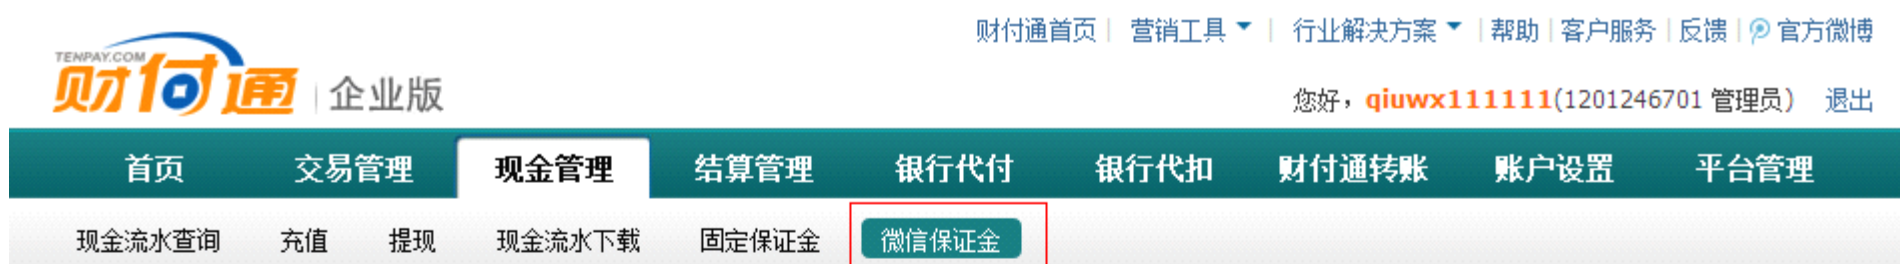 财付通首页 营销工具 行业解决方案 帮助 客户服务 反馈 官方微博
TENPAY.COM
财付通 企业版
您好，qiuwx111111(1201246701 管理员) 退出
首页 交易管理 现金管理 结算管理 银行代付 银行代扣 财付通转账 账户设置 平台管理
现金流水查询 充值 提现 现金流水下载 固定保证金 微信保证金